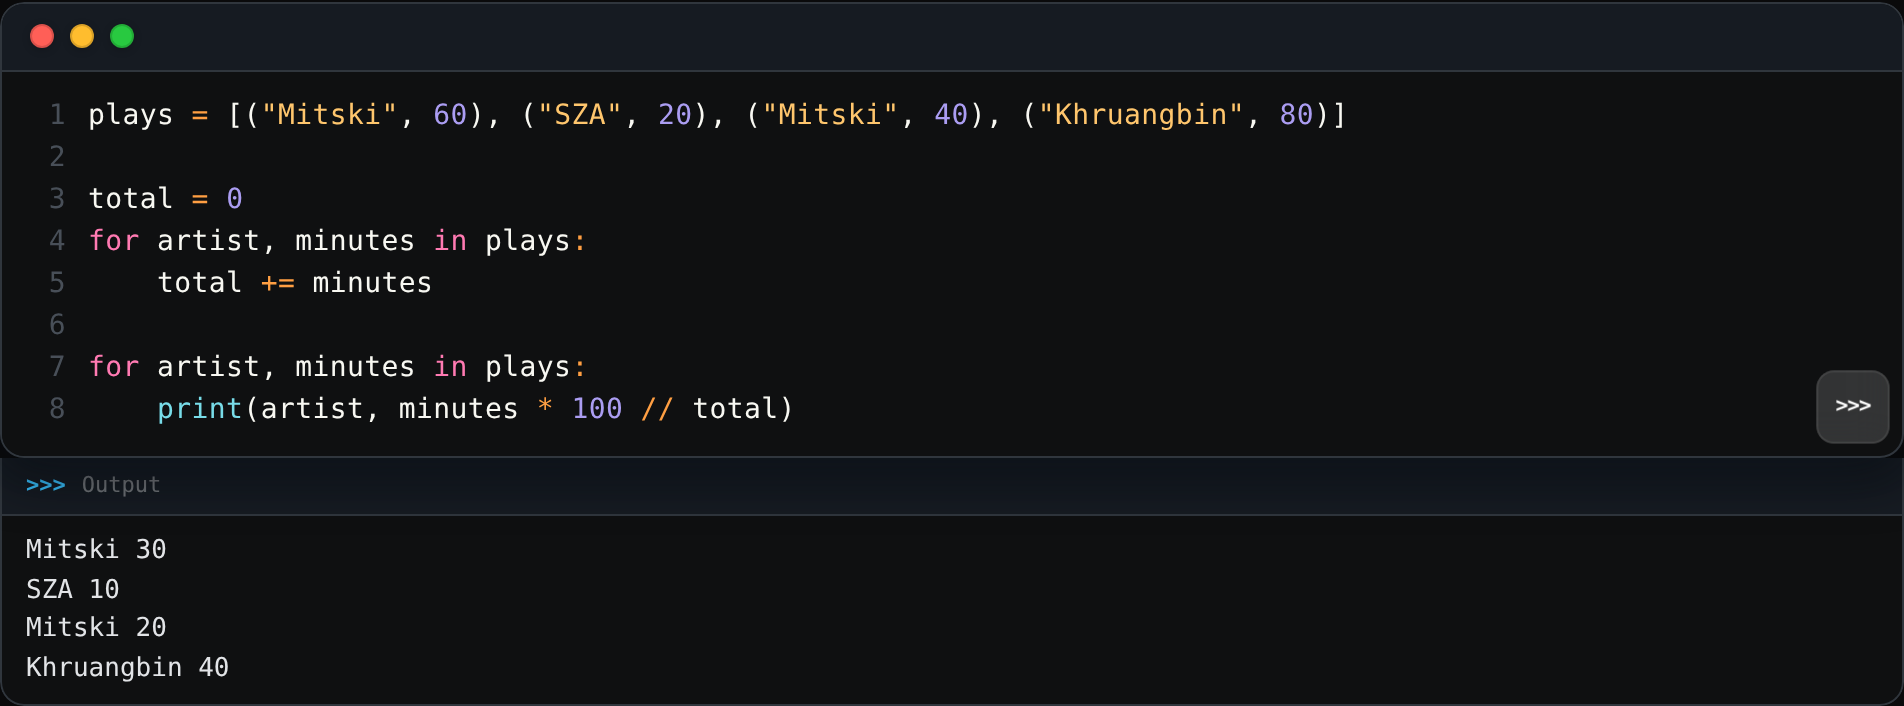 1 plays = [("Mitski", 60), ("SZA", 20), ("Mitski", 40), ("Khruangbin", 80)]
2
3 total = 0
4 for artist, minutes in plays:
5     total += minutes
6
7 for artist, minutes in plays:
8     print(artist, minutes * 100 // total)
>>>
>>> Output
Mitski 30
SZA 10
Mitski 20
Khruangbin 40